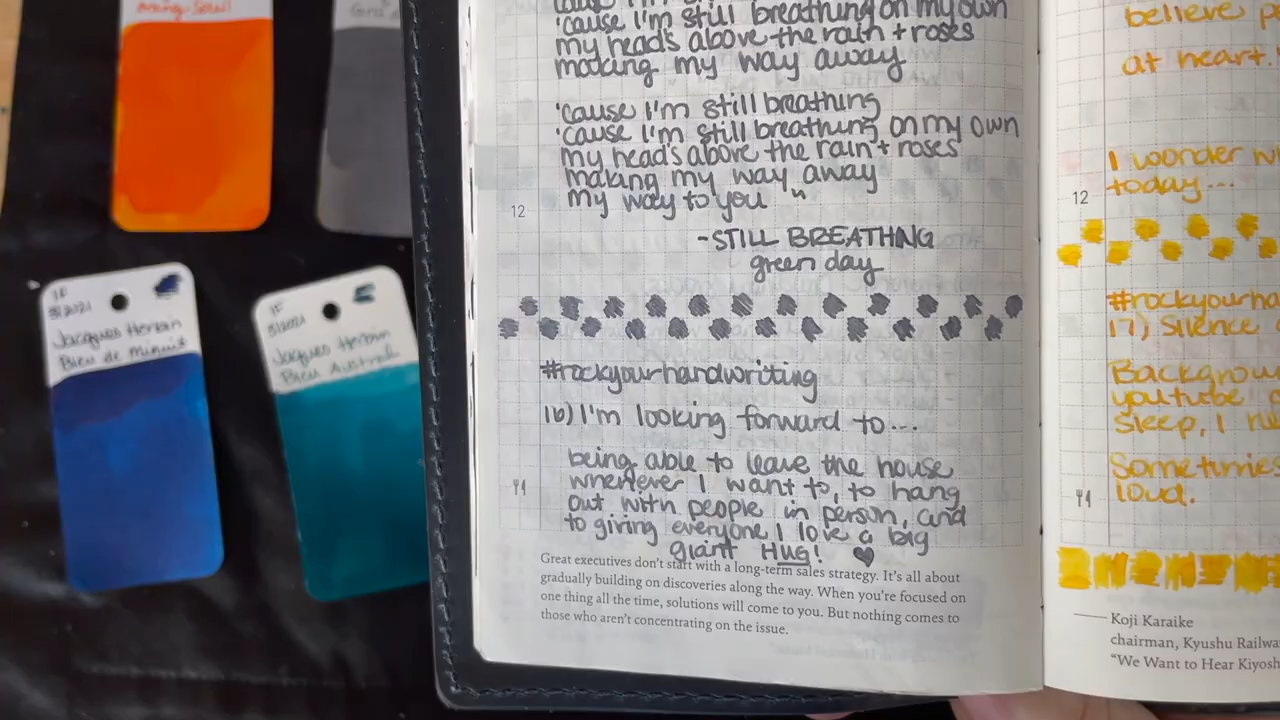 'cause I'm still breathing on my own
my head's above the rain + roses
making my way away
'cause I'm still breathing
'cause I'm still breathing on my own
my head's above the rain + roses
making my way away
my way to you "
12
-STILL BREATHING
green day
#rockyourhandwriting
16) I'm looking forward to...
being able to leave the house
whenever I want to, to hang
out with people in person, and
to giving everyone I love a big
giant HUG! ♥
Great executives don't start with a long-term sales strategy. It's all about
gradually building on discoveries along the way. When you're focused on
one thing all the time, solutions will come to you. But nothing comes to
those who aren't concentrating on the issue.
believe
at heart.
I wonder
today...
12
#rockyourha
17) Silence
Backgrou
youtube
sleep, I
Sometimes
loud.
Koji Karaike
chairman, Kyushu Railwa
"We Want to Hear Kiyosh
IF
3/2021
Jacques Herbin
Bleu de Minuit
IF
3/2021
Jacques Herbin
Bleu Austral